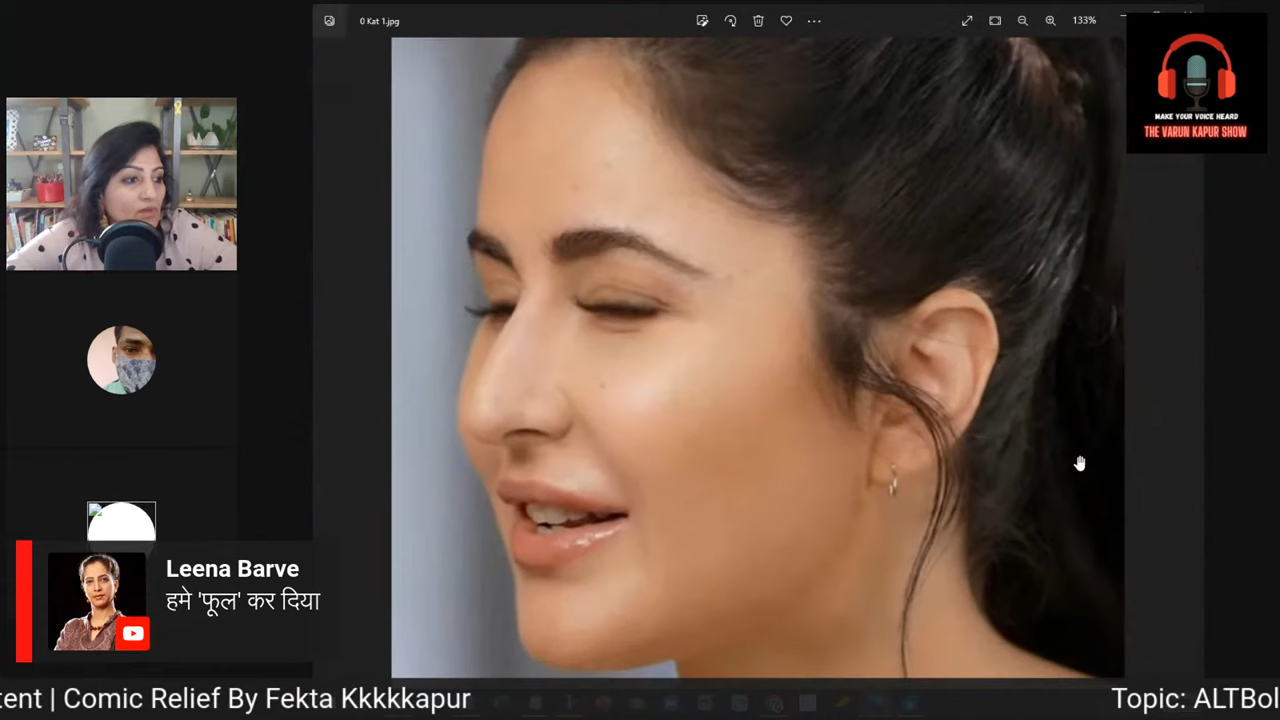 0 Kat 1.jpg
133%
MAKE YOUR VOICE HEARD
THE VARUN KAPUR SHOW
Leena Barve
हमे 'फूल' कर दिया
tent | Comic Relief By Fekta Kkkkkapur
Topic: ALTBol